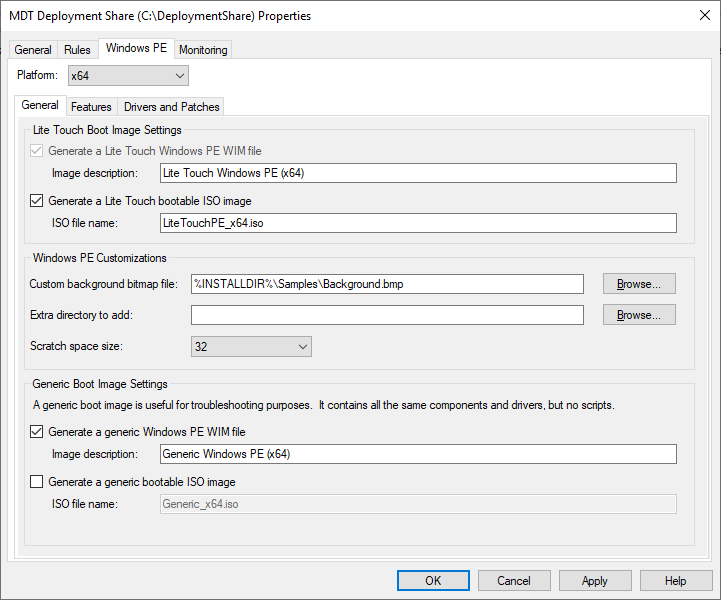 MDT Deployment Share (C:\DeploymentShare) Properties
General Rules Windows PE Monitoring
Platform: x64
General Features Drivers and Patches
Lite Touch Boot Image Settings
Generate a Lite Touch Windows PE WIM file
Image description: Lite Touch Windows PE (x64)
Generate a Lite Touch bootable ISO image
ISO file name: LiteTouchPE_x64.iso
Windows PE Customizations
Custom background bitmap file: %INSTALLDIR%\Samples\Background.bmp Browse...
Extra directory to add: Browse...
Scratch space size: 32
Generic Boot Image Settings
A generic boot image is useful for troubleshooting purposes. It contains all the same components and drivers, but no scripts.
Generate a generic Windows PE WIM file
Image description: Generic Windows PE (x64)
Generate a generic bootable ISO image
ISO file name: Generic_x64.iso
OK Cancel Apply Help